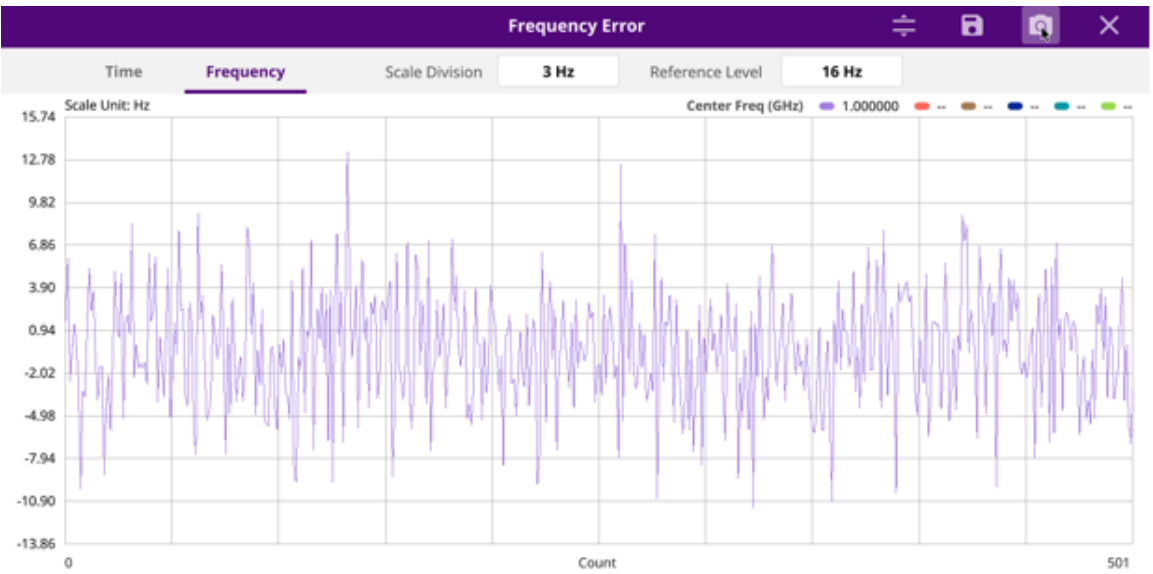 Frequency Error
Time Frequency Scale Division 3 Hz Reference Level 16 Hz
Scale Unit: Hz Center Freq (GHz) 1.000000 -- -- -- -- --
15.74
12.78
9.82
6.86
3.90
0.94
-2.02
-4.98
-7.94
-10.90
-13.86
0 Count 501